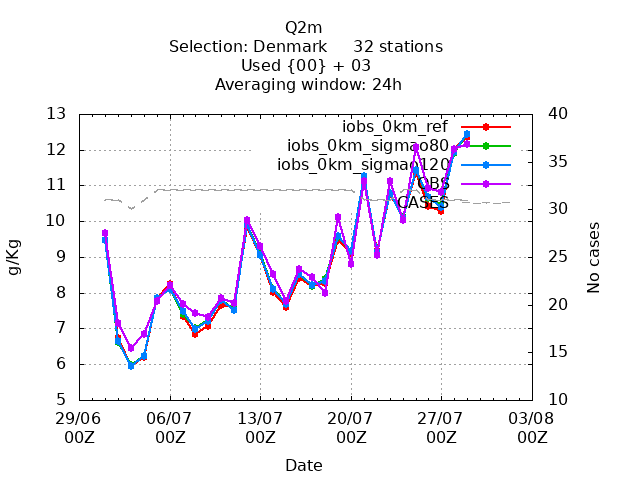 Q2m
Selection: Denmark     32 stations
Used {00} + 03
Averaging window: 24h
13
12
11
10
9
8
7
6
5
g/Kg
40
35
30
25
20
15
10
No cases
iobs_0km_ref
iobs_0km_sigmao80
iobs_0km_sigmao120
OBS
CASES
29/06 06/07 13/07 20/07 27/07 03/08
00Z 00Z 00Z 00Z 00Z 00Z
Date